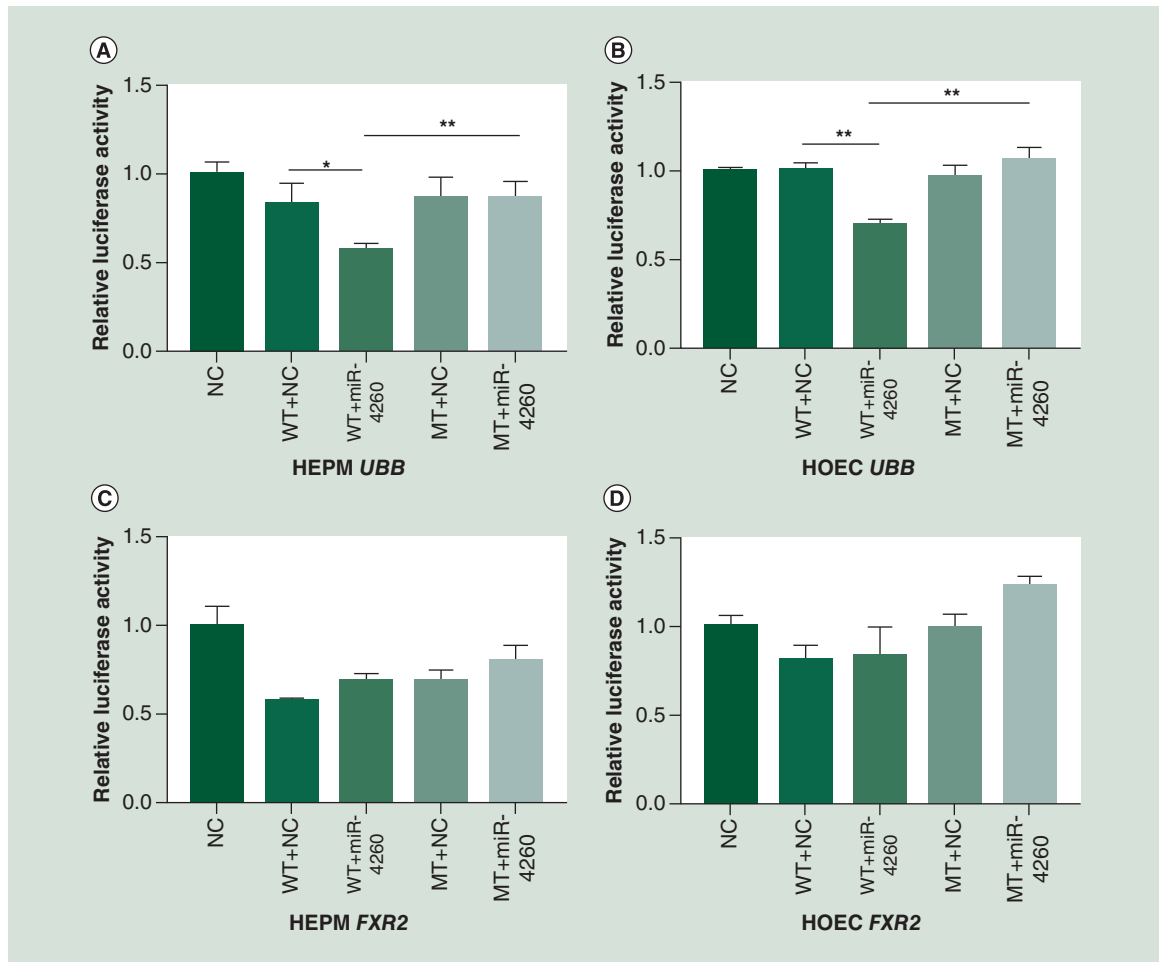 A
Relative luciferase activity
1.5
1.0
0.5
0.0
*
**
NC
WT+NC
WT+miR-
4260
MT+NC
MT+miR-
4260
HEPM UBB
B
Relative luciferase activity
1.5
1.0
0.5
0.0
**
**
NC
WT+NC
WT+miR-
4260
MT+NC
MT+miR-
4260
HOEC UBB
C
Relative luciferase activity
1.5
1.0
0.5
0.0
NC
WT+NC
WT+miR-
4260
MT+NC
MT+miR-
4260
HEPM FXR2
D
Relative luciferase activity
1.5
1.0
0.5
0.0
NC
WT+NC
WT+miR-
4260
MT+NC
MT+miR-
4260
HOEC FXR2